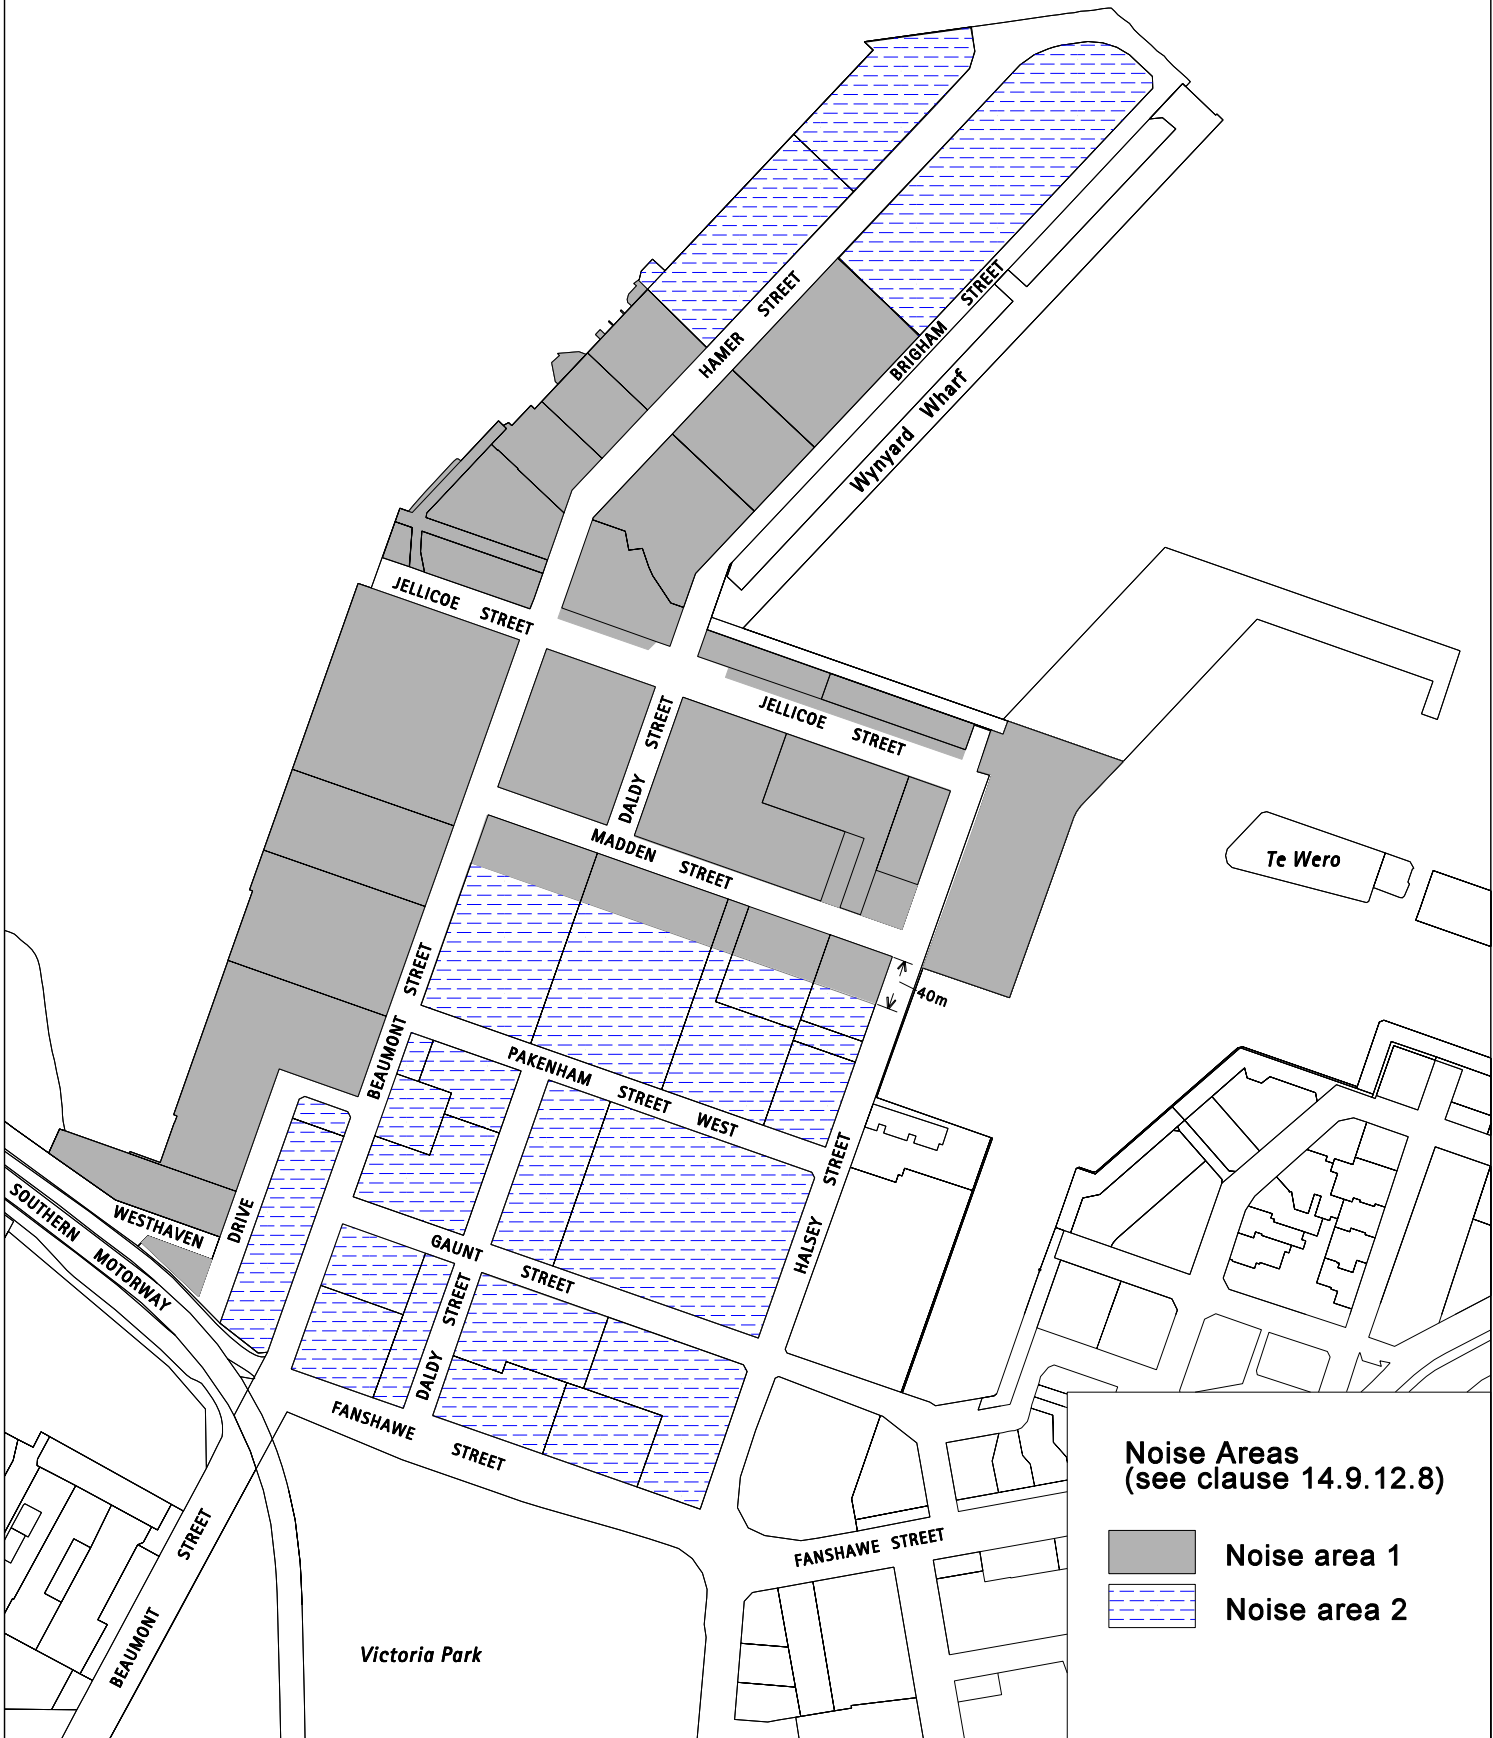 HAMER STREET
BRIGHAM STREET
Wynyard Wharf
JELLICOE STREET
JELLICOE STREET
DALDY STREET
MADDEN STREET
Te Wero
40m
BEAUMONT STREET
PAKENHAM STREET WEST
HALSEY STREET
WESTHAVEN DRIVE
SOUTHERN MOTORWAY
GAUNT STREET
DALDY STREET
FANSHAWE STREET
FANSHAWE STREET
BEAUMONT STREET
Victoria Park
Noise Areas
(see clause 14.9.12.8)
Noise area 1
Noise area 2